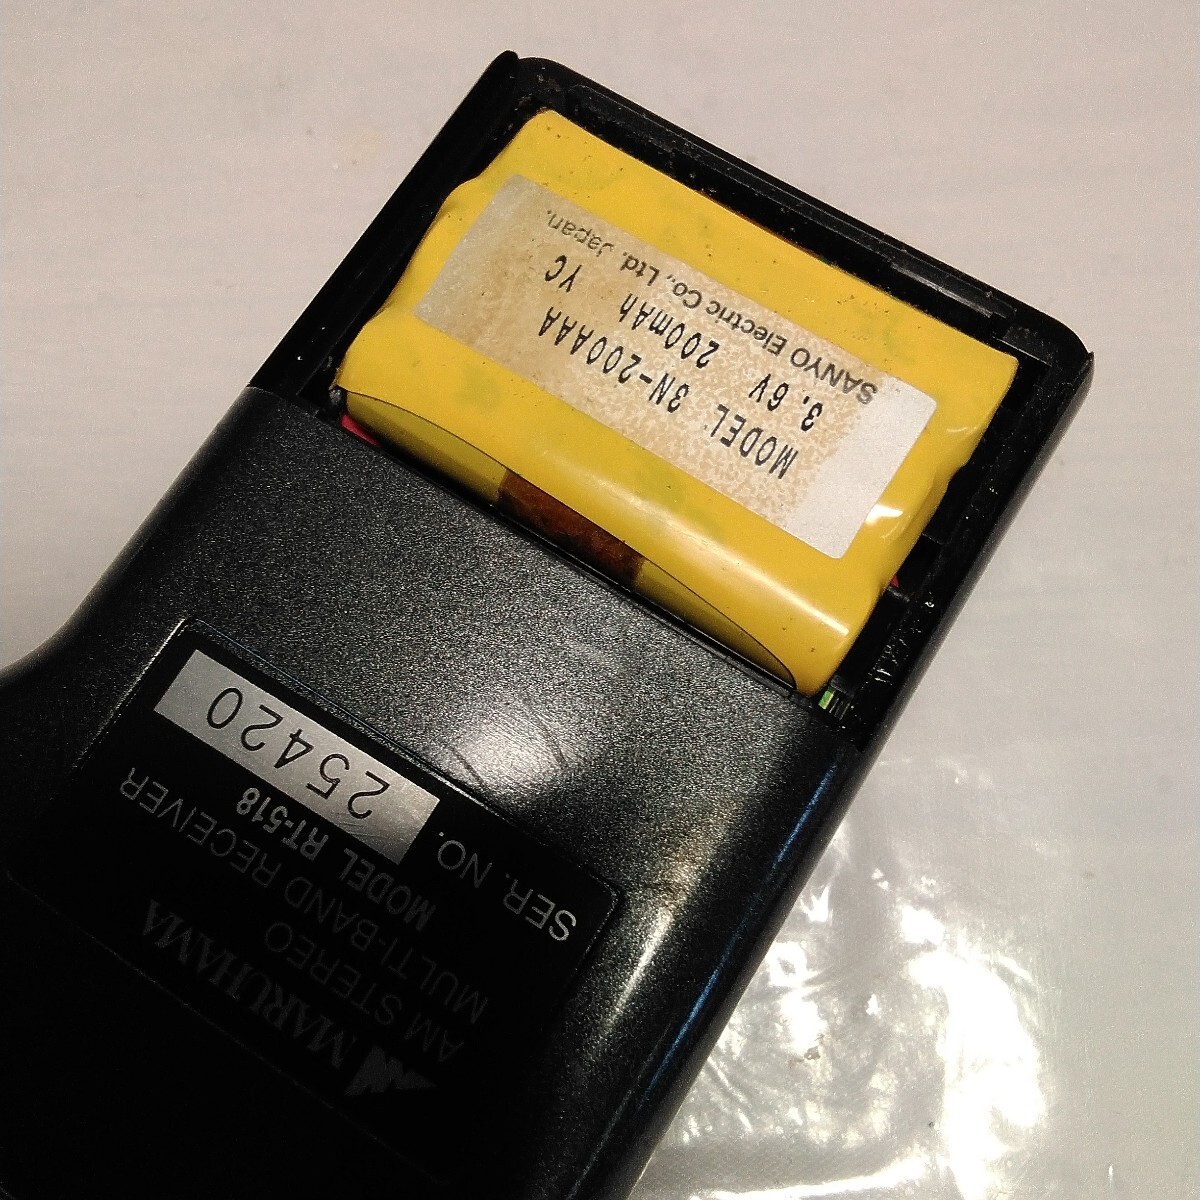 MODEL 3N-200AAA
3.6V 200mAh YC
SANYO Electric Co., Ltd. Japan.
MARUHAMA
AM STEREO
MULTI-BAND RECEIVER
MODEL RT-518
SER. NO. 25420